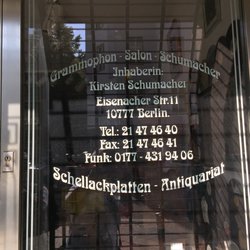 Grammophon - Salon - Schumacher
Inhaberin:
Kirsten Schumacher
Eisenacher Str.11
10777 Berlin.
Tel.: 21 47 46 40
Fax: 21 47 46 41
Funk: 0177 - 431 94 06
Schellackplatten - Antiquariat